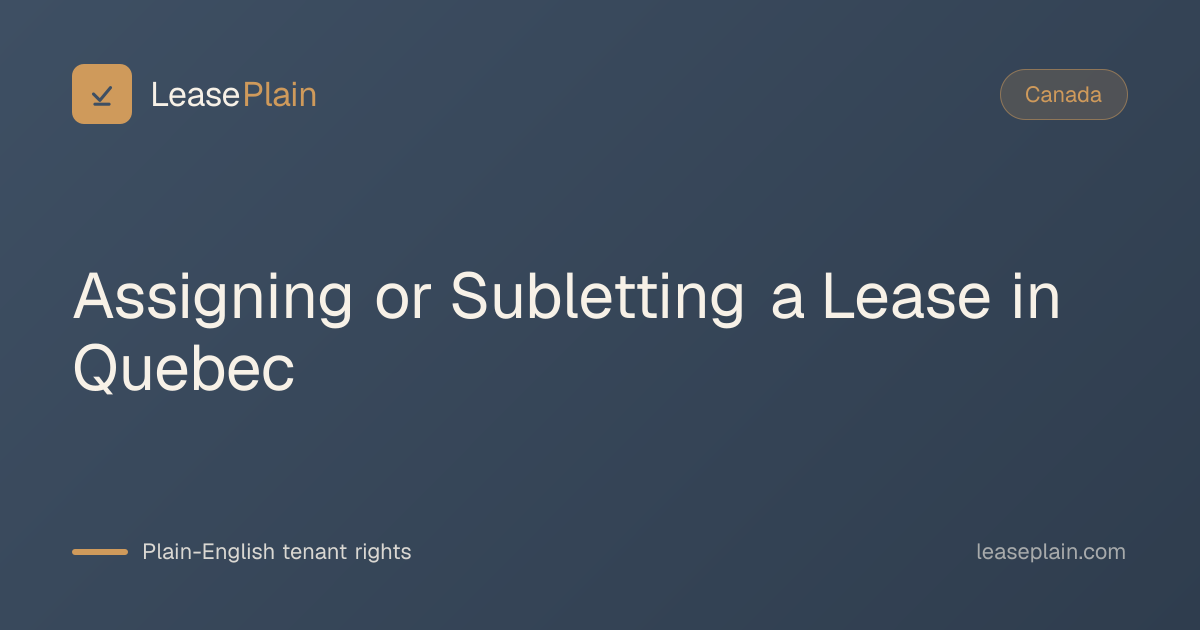 LeasePlain
Canada
Assigning or Subletting a Lease in
Quebec
Plain-English tenant rights
leaseplain.com